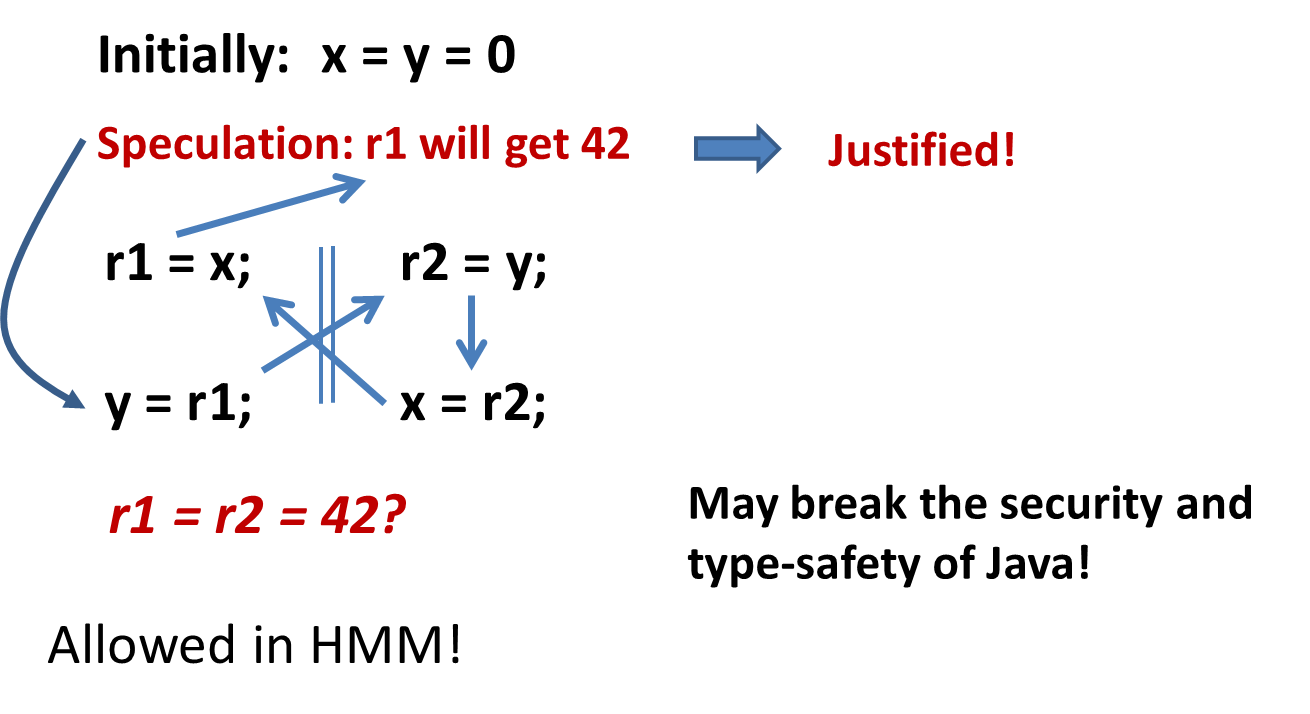 Initially: x = y = 0
Speculation: r1 will get 42
Justified!
r1 = x;
r2 = y;
y = r1;
x = r2;
r1 = r2 = 42?
May break the security and
type-safety of Java!
Allowed in HMM!